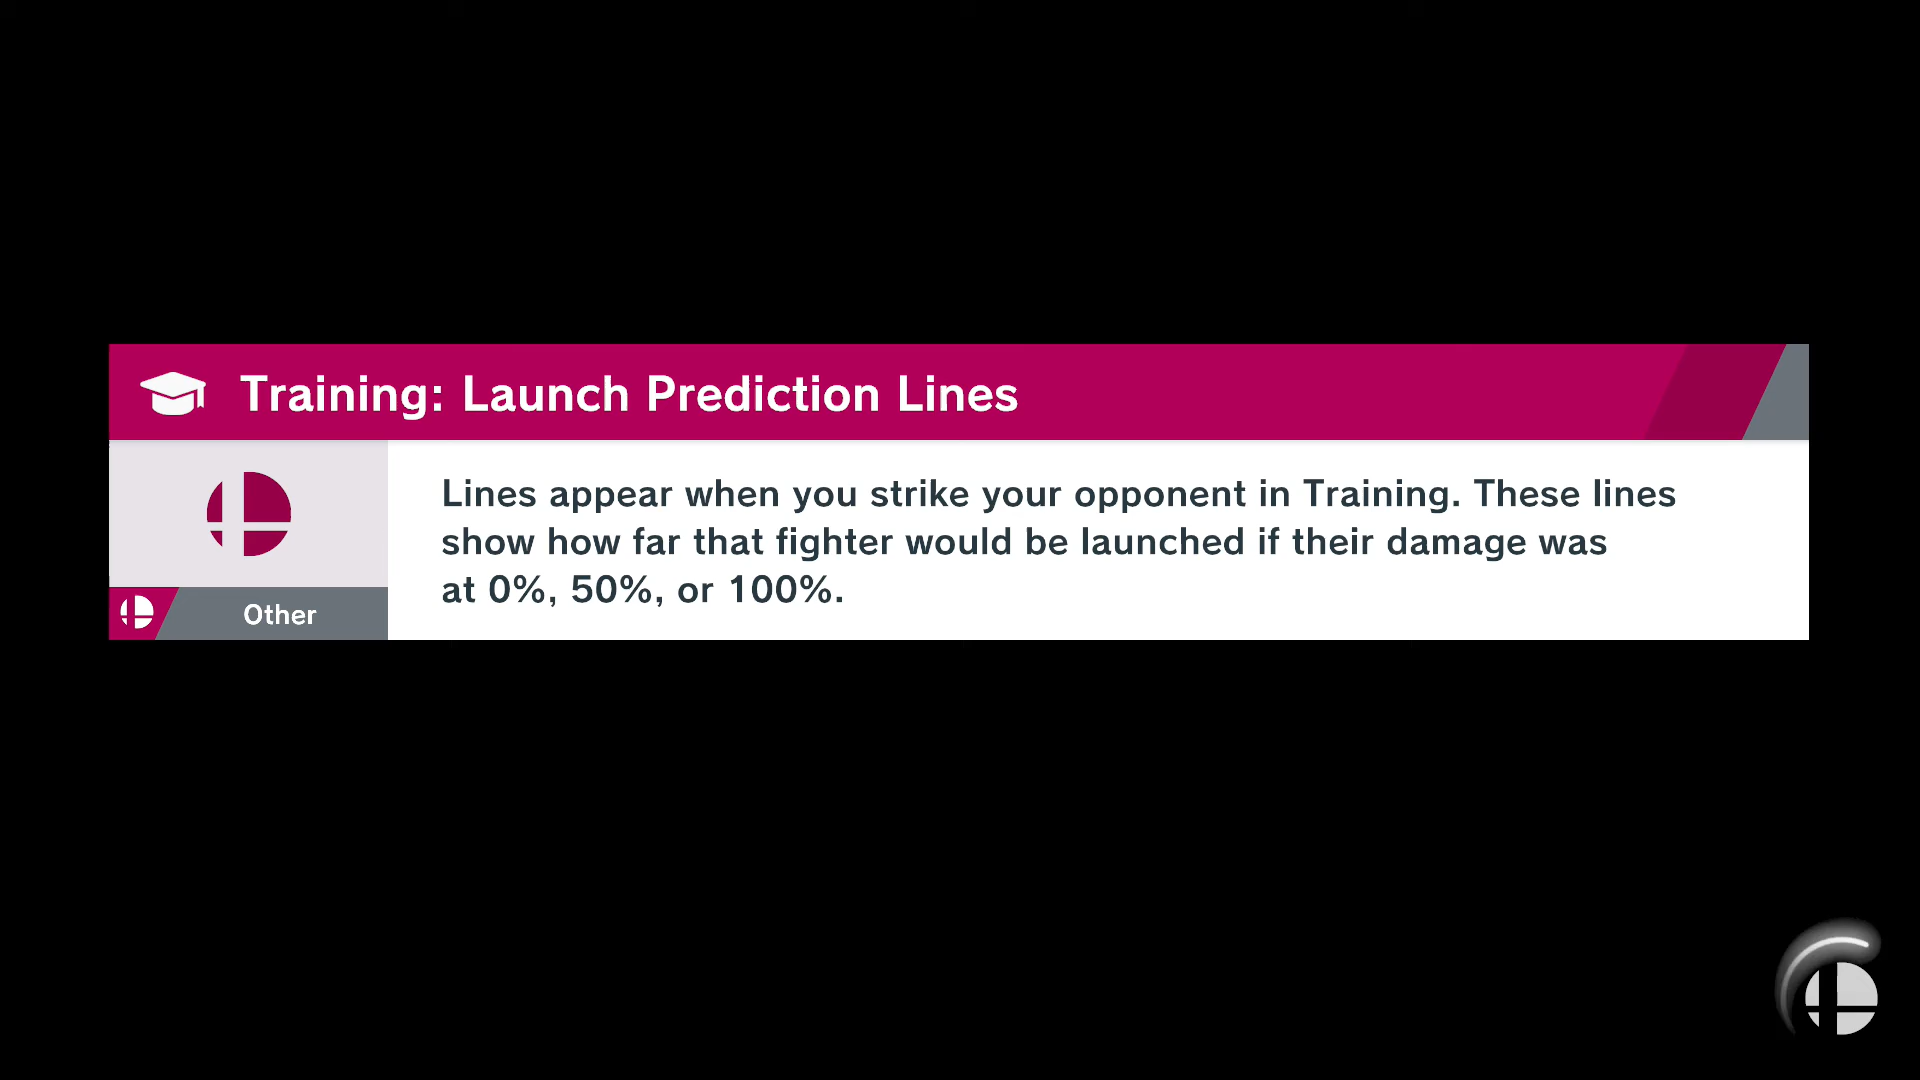 Training: Launch Prediction Lines
Lines appear when you strike your opponent in Training. These lines
show how far that fighter would be launched if their damage was
at 0%, 50%, or 100%.
Other